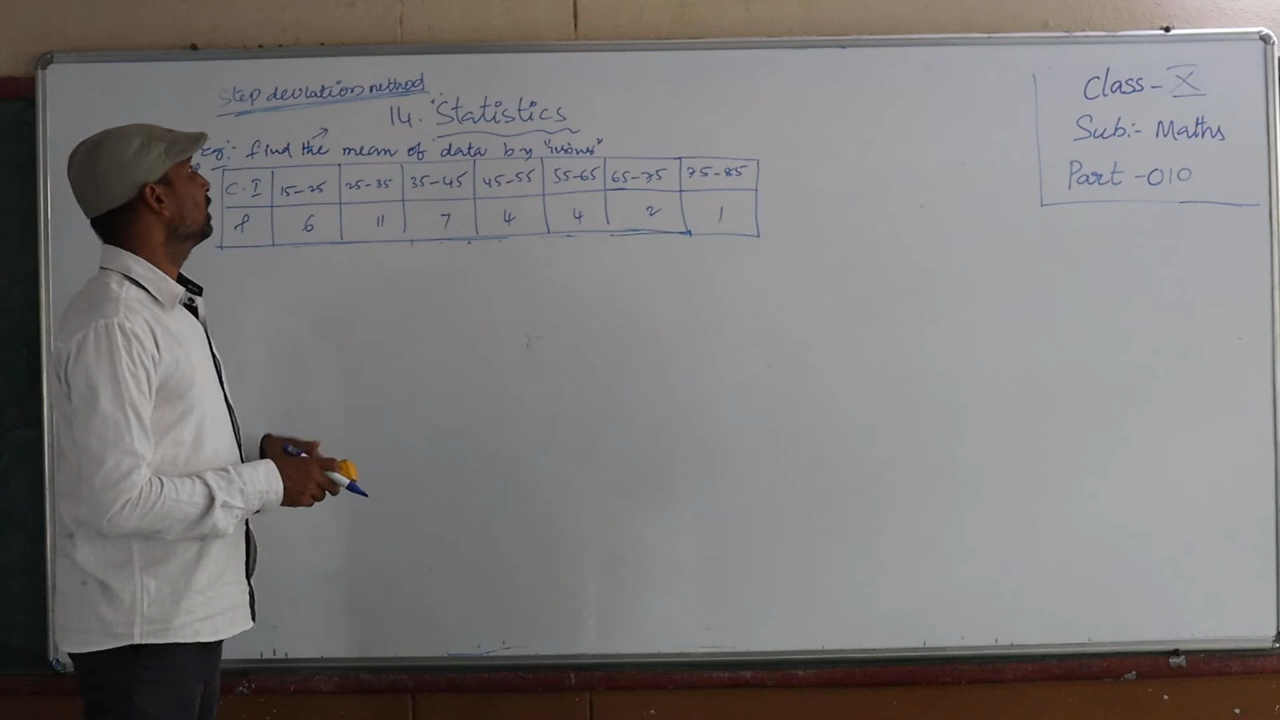 Step deviation method
14. Statistics
eg:- find the mean of data by
C.I 15-25 25-35 35-45 45-55 55-65 65-75 75-85
f 6 11 7 4 4 2 1
Class - X
Sub:- Maths
Part -010